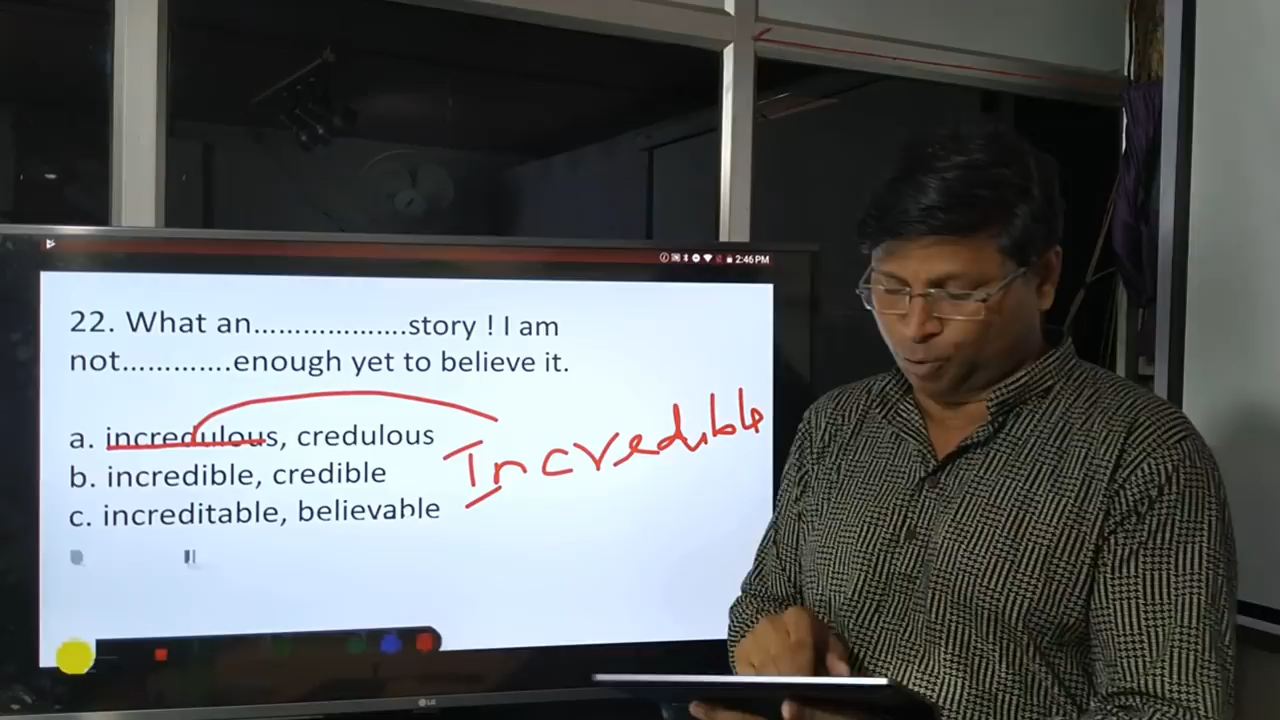 2:46 PM
22. What an...................story ! I am
not.............enough yet to believe it.
a. incredulous, credulous
b. incredible, credible
c. increditable, believable
Incredible
LG